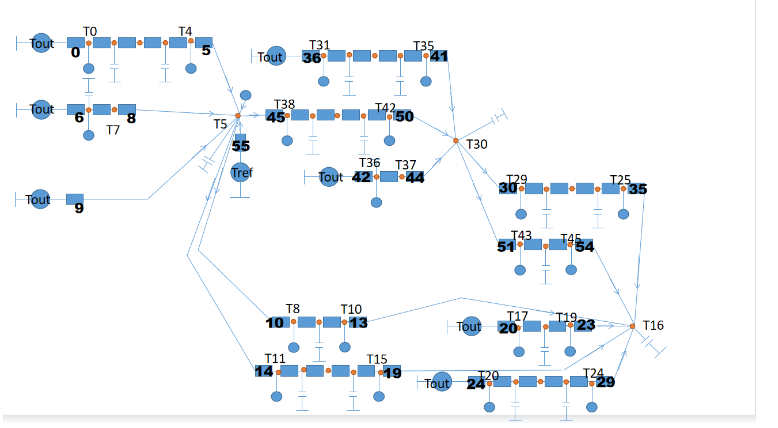 T0 T4
Tout 0 5
T31 T35
Tout 36 41
T38 T42
Tout 6 8 T5 45 50
T7
55 T30
T36 T37
Tref Tout 42 44
T29 T25
30 35
Tout 9
T43 T45
51 54
T8 T10
10 13
T17 T19
Tout 20 23 T16
T11 T15
14 19
T20 T24
Tout 24 29